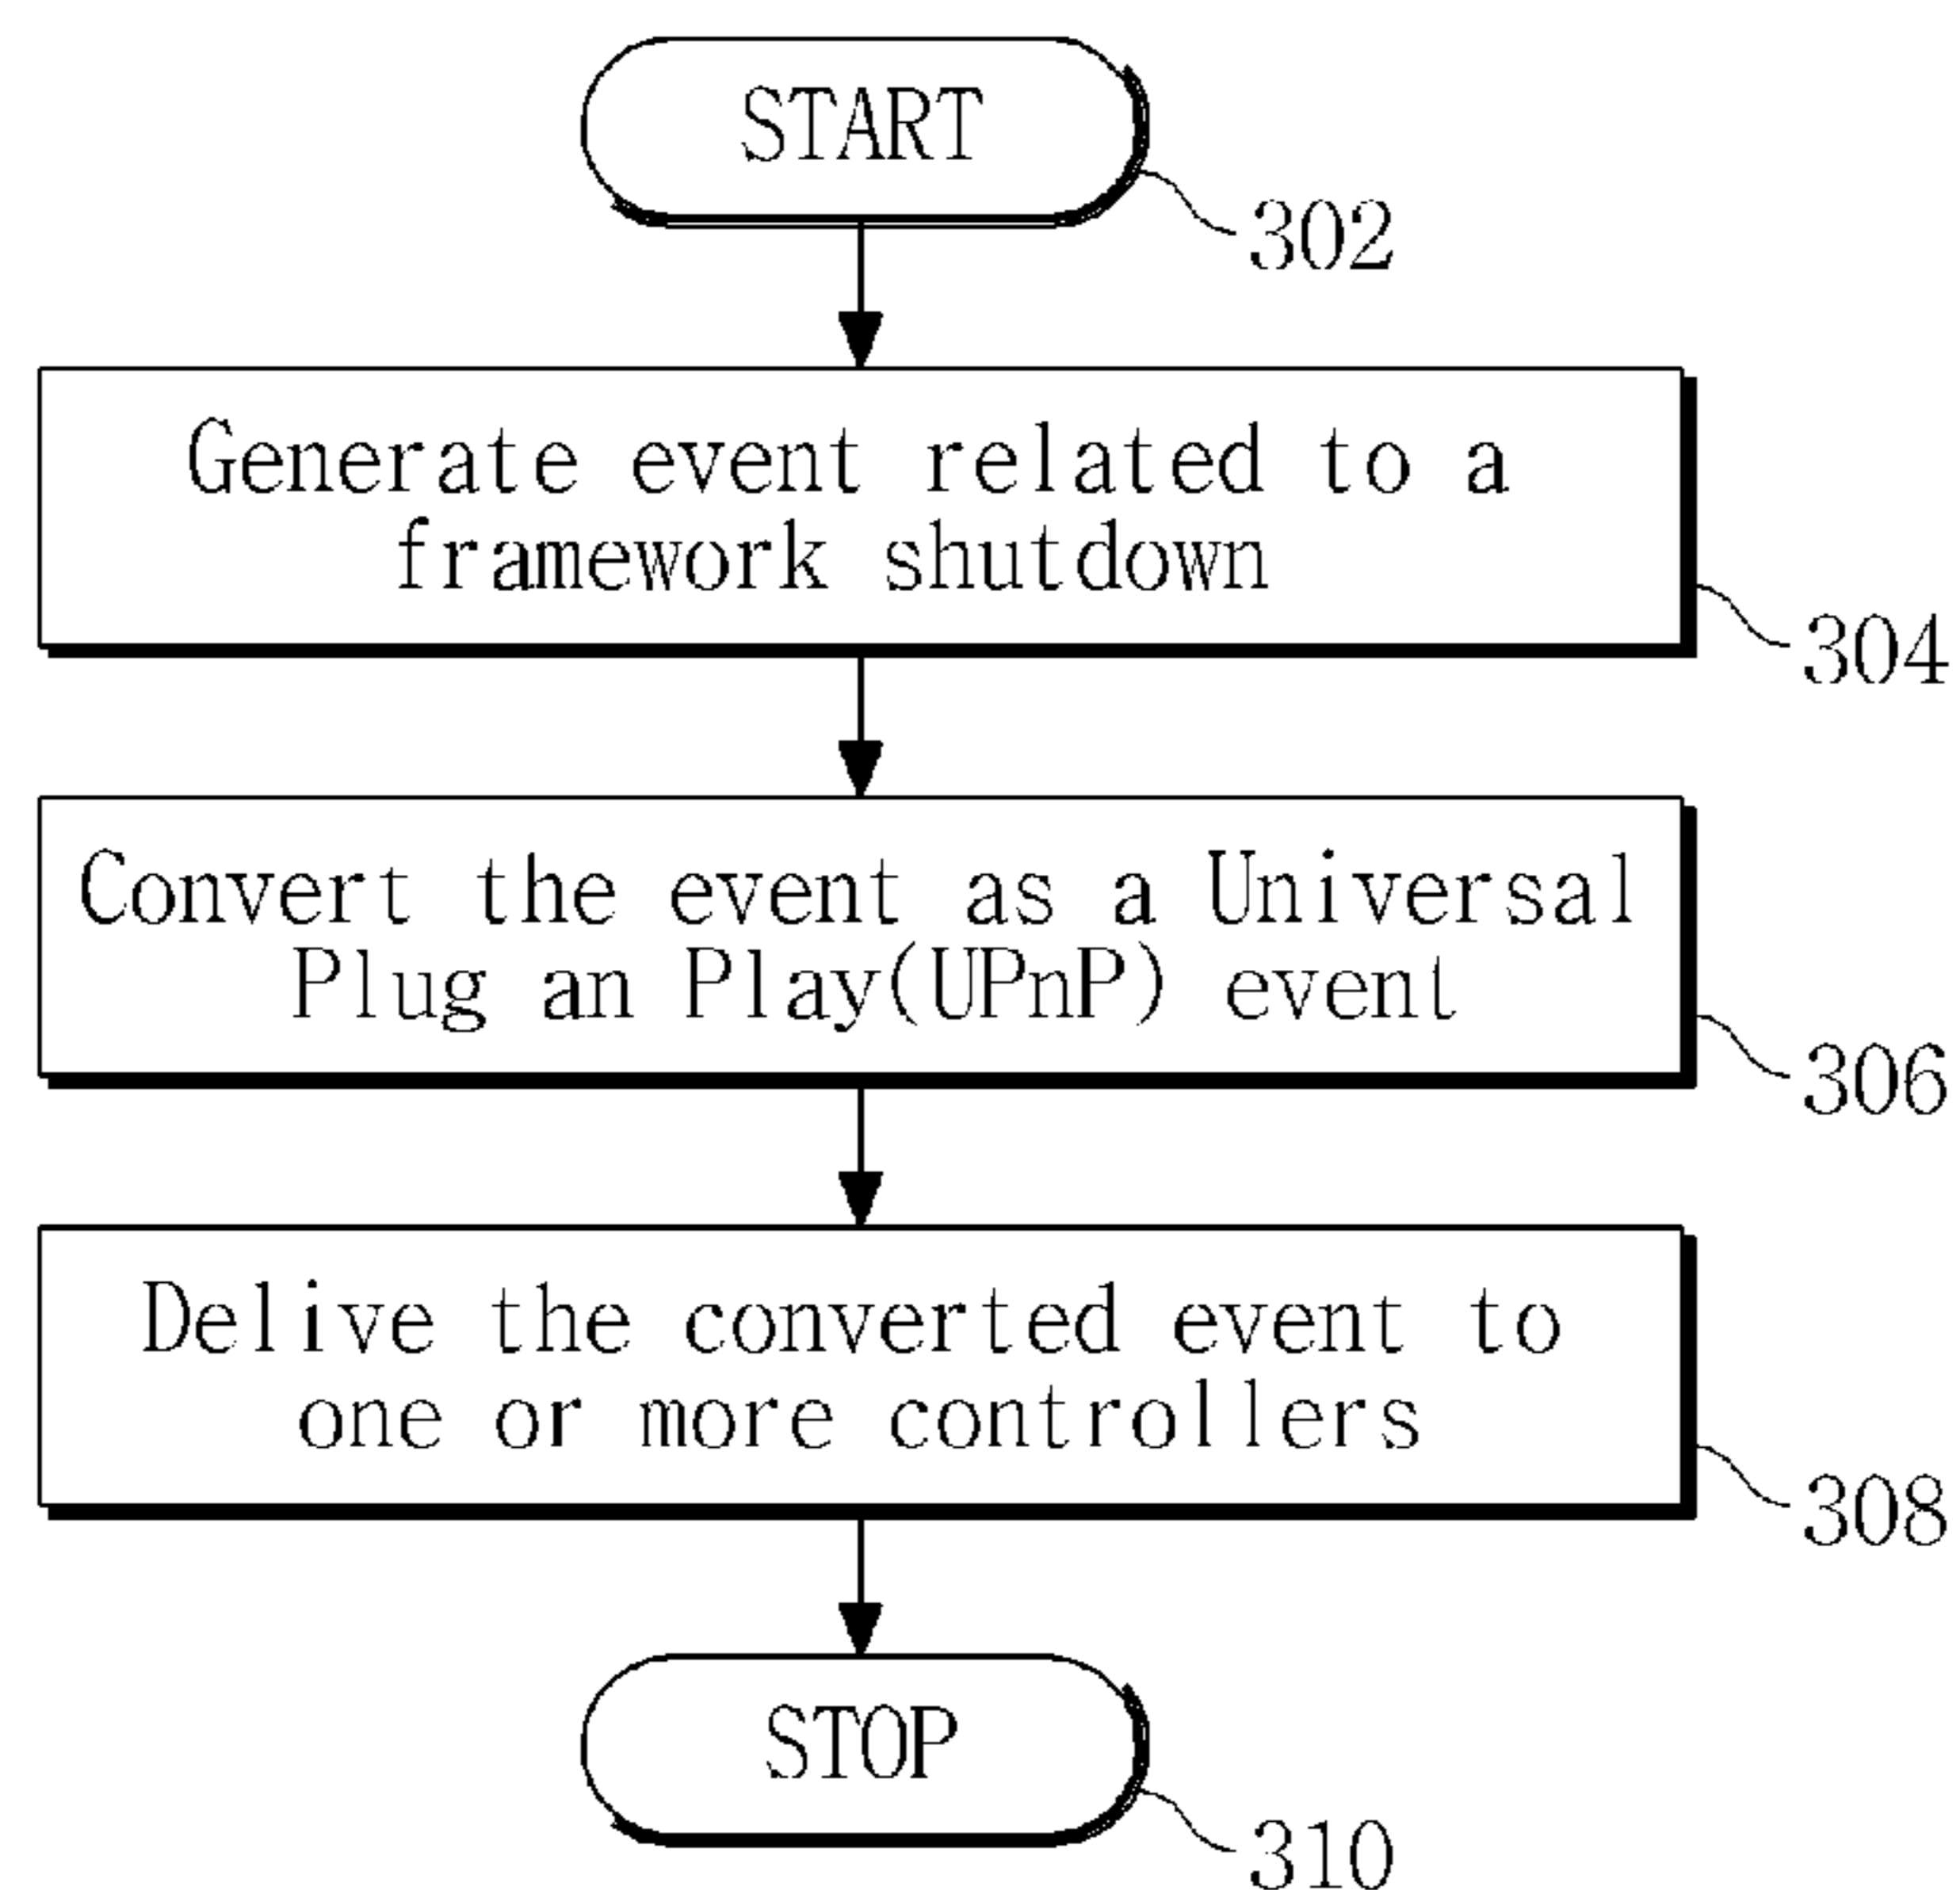 START
302
Generate event related to a
framework shutdown
304
Convert the event as a Universal
Plug an Play(UPnP) event
306
Delive the converted event to
one or more controllers
308
STOP
310